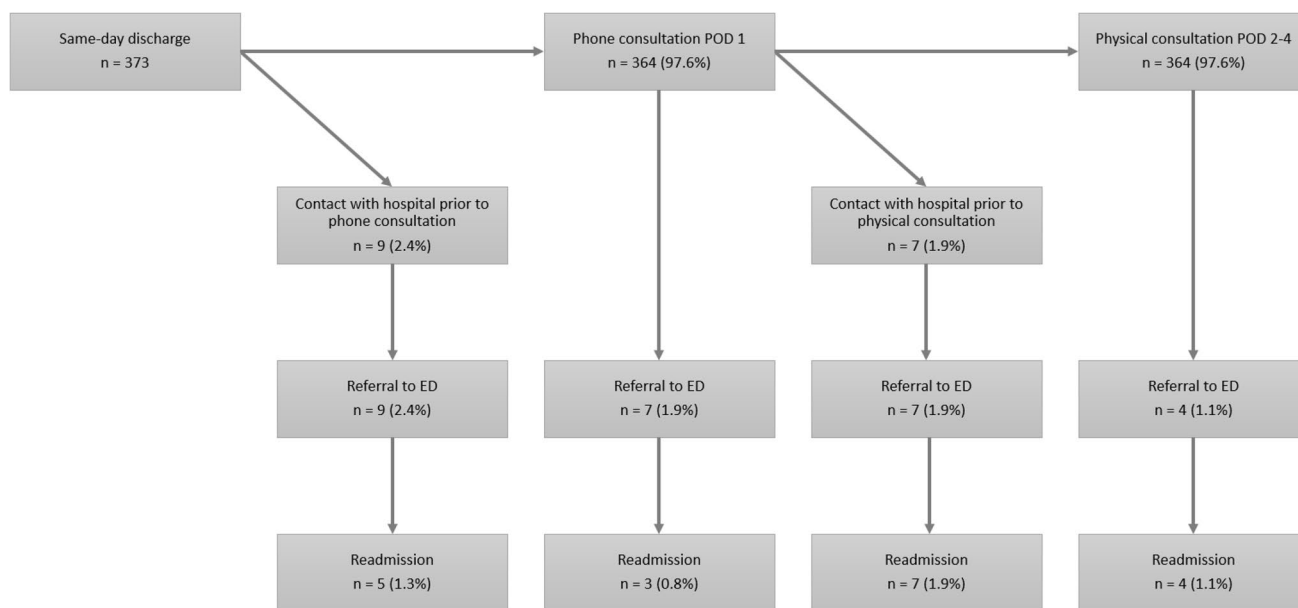 Same-day discharge
n = 373
Phone consultation POD 1
n = 364 (97.6%)
Physical consultation POD 2-4
n = 364 (97.6%)
Contact with hospital prior to
phone consultation
n = 9 (2.4%)
Contact with hospital prior to
physical consultation
n = 7 (1.9%)
Referral to ED
n = 9 (2.4%)
Referral to ED
n = 7 (1.9%)
Referral to ED
n = 7 (1.9%)
Referral to ED
n = 4 (1.1%)
Readmission
n = 5 (1.3%)
Readmission
n = 3 (0.8%)
Readmission
n = 7 (1.9%)
Readmission
n = 4 (1.1%)